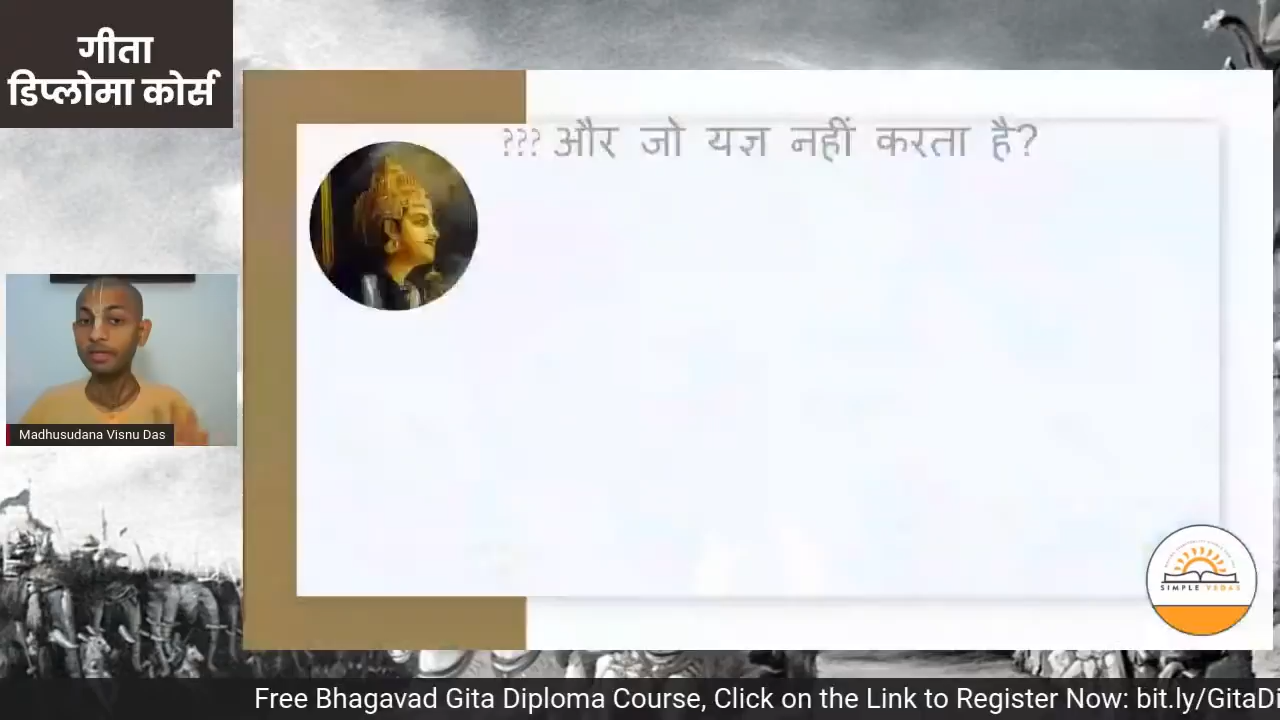 गीता
डिप्लोमा कोर्स
??? और जो यज्ञ नहीं करता है?
Madhusudana Visnu Das
SIMPLE VEDAS
Free Bhagavad Gita Diploma Course, Click on the Link to Register Now: bit.ly/GitaDi